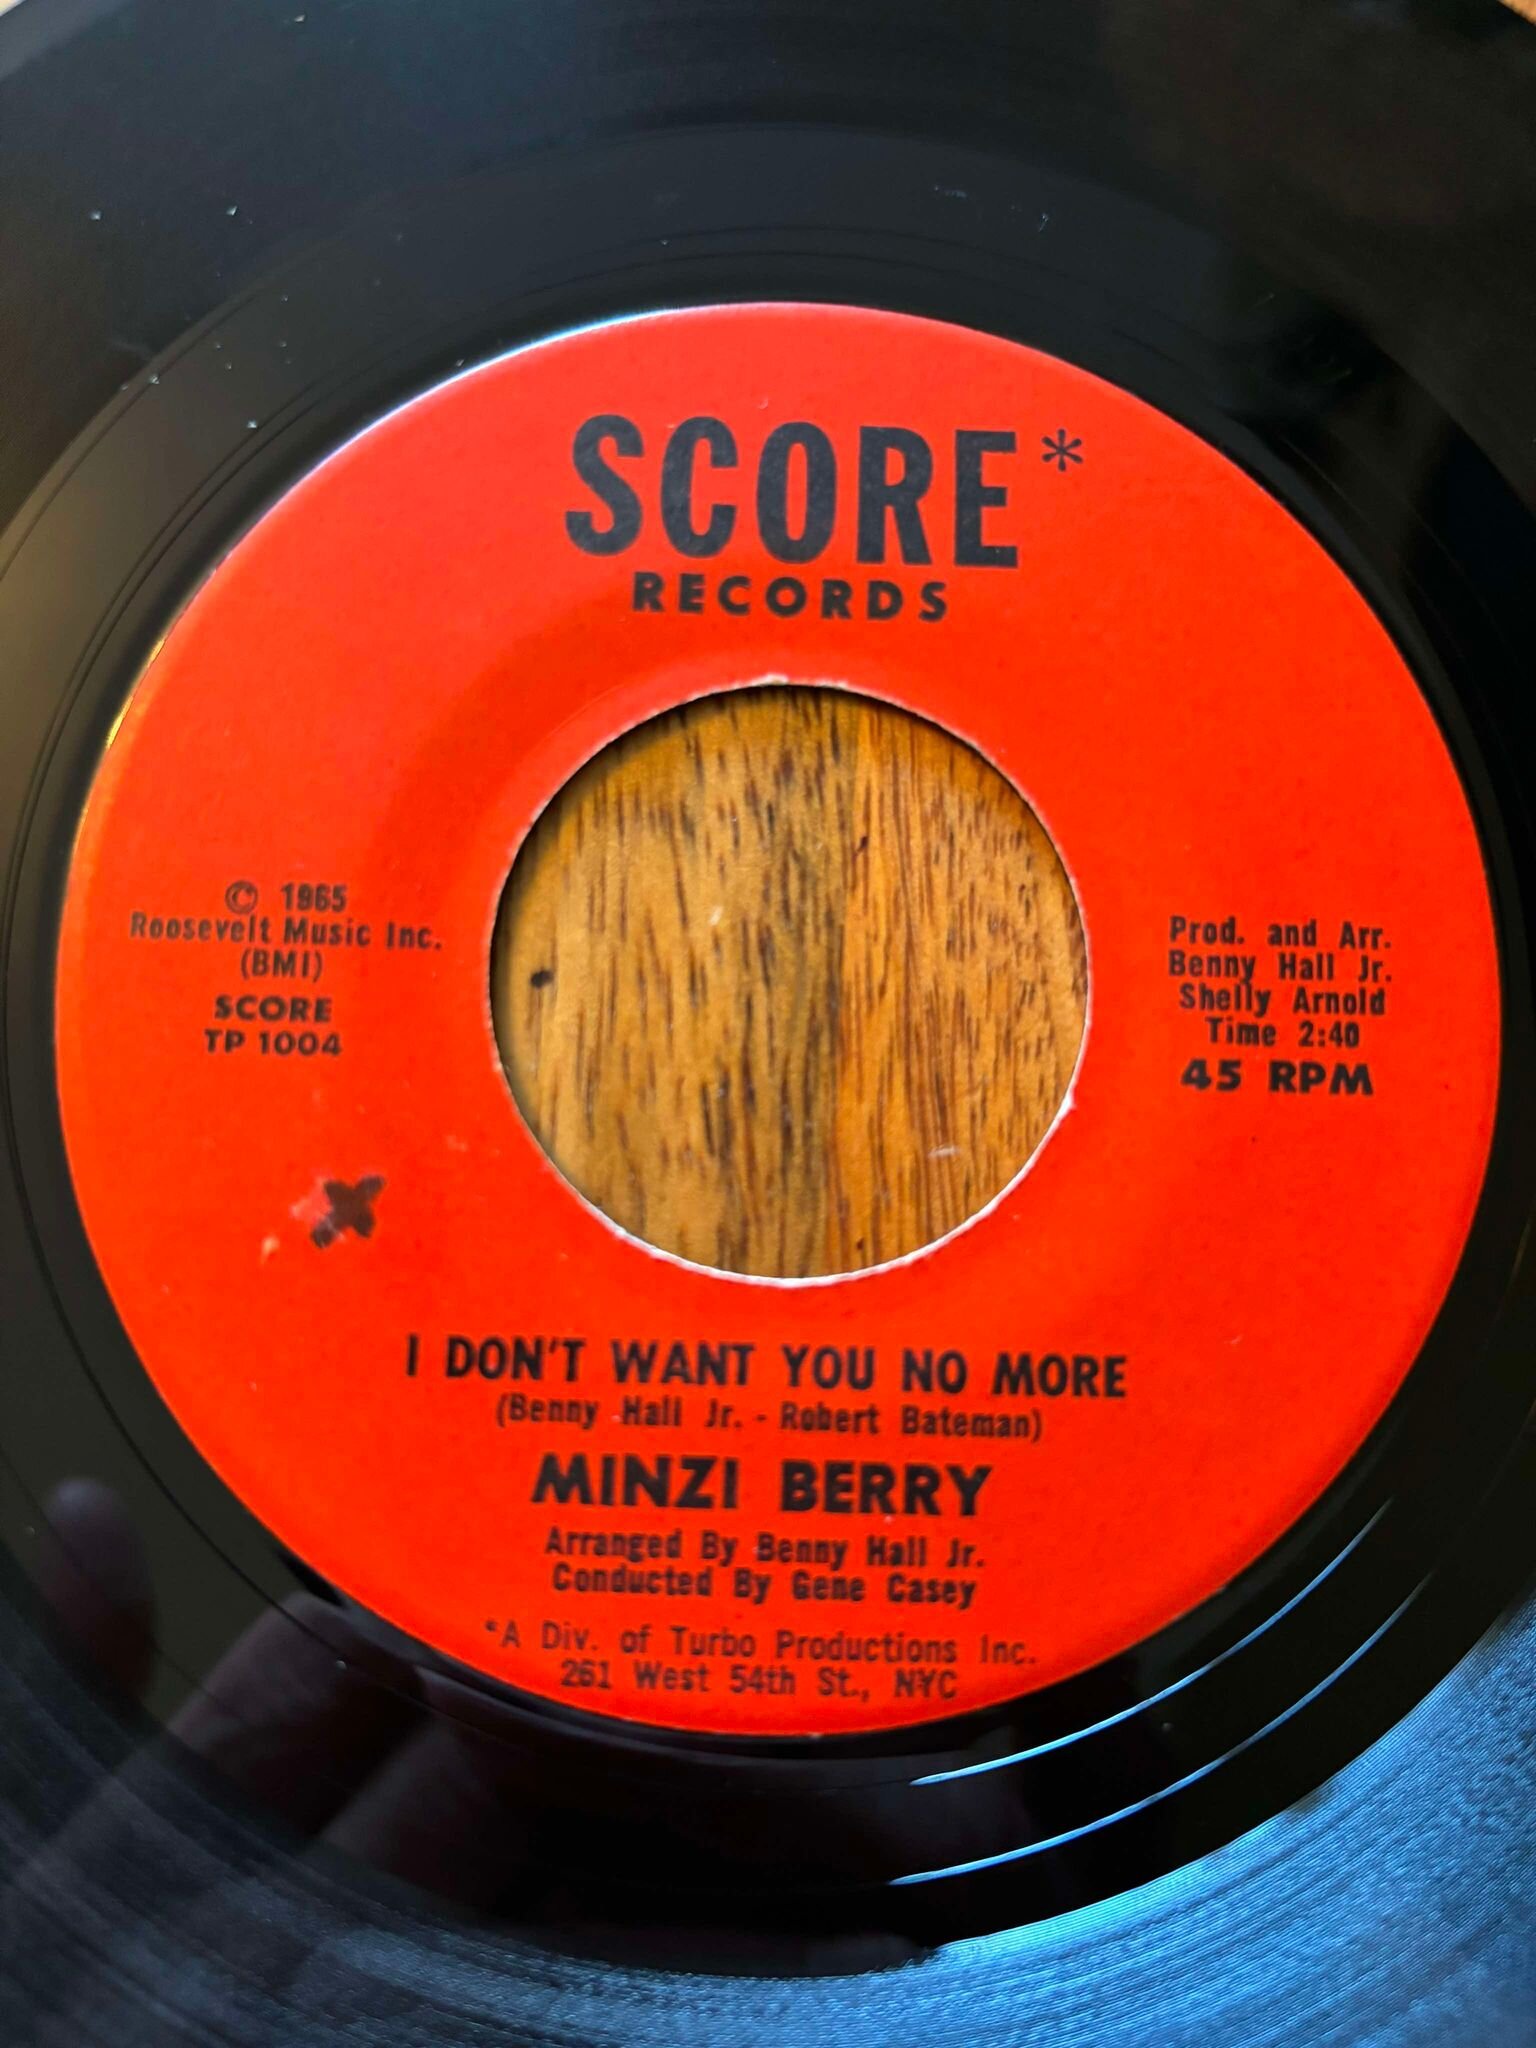 SCORE*
RECORDS
© 1965
Roosevelt Music Inc.
(BMI)
SCORE
TP 1004
Prod. and Arr.
Benny Hall Jr.
Shelly Arnold
Time 2:40
45 RPM
I DON'T WANT YOU NO MORE
(Benny Hall Jr. - Robert Bateman)
MINZI BERRY
Arranged By Benny Hall Jr.
Conducted By Gene Casey
*A Div. of Turbo Productions Inc.
261 West 54th St., NYC